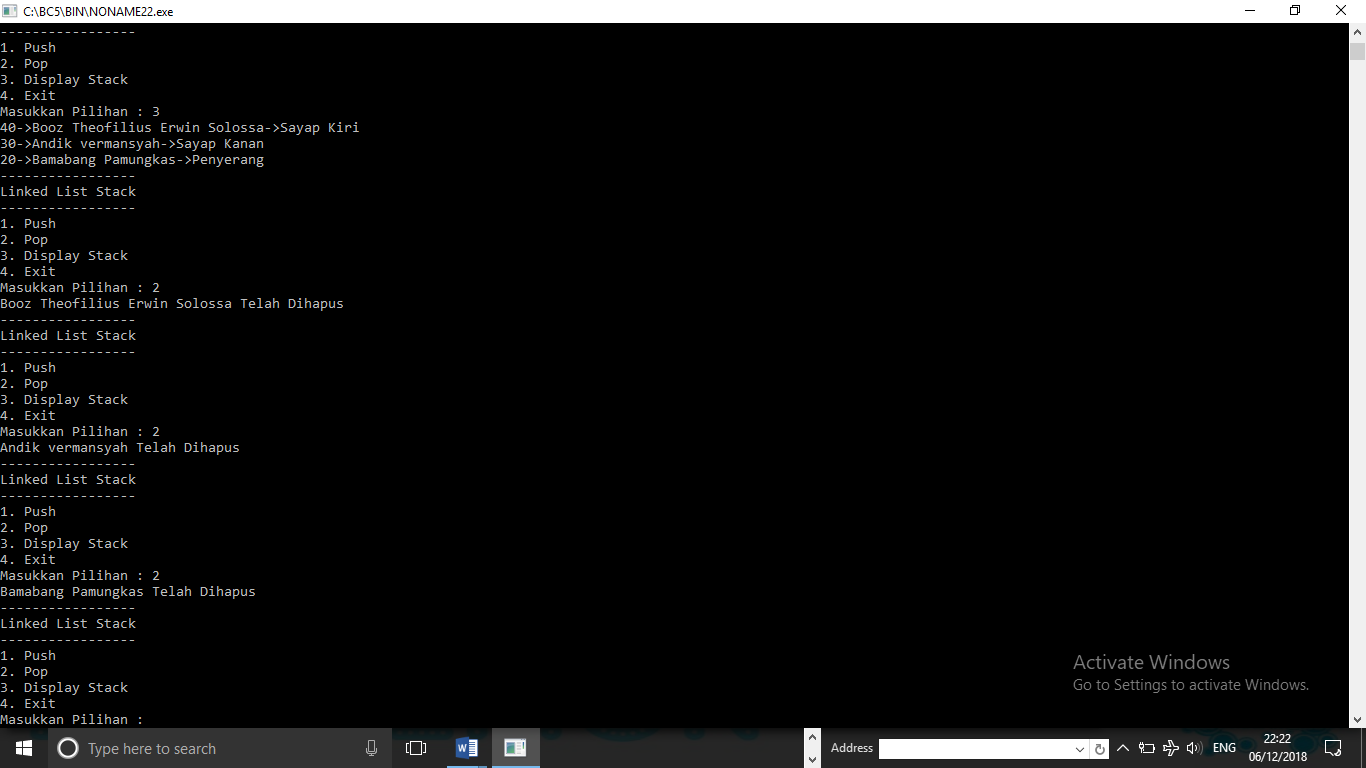 C:\BC5\BIN\NONAME22.exe
-----------------
1. Push
2. Pop
3. Display Stack
4. Exit
Masukkan Pilihan : 3
40->Booz Theofilius Erwin Solossa->Sayap Kiri
30->Andik vermansyah->Sayap Kanan
20->Bamabang Pamungkas->Penyerang
-----------------
Linked List Stack
-----------------
1. Push
2. Pop
3. Display Stack
4. Exit
Masukkan Pilihan : 2
Booz Theofilius Erwin Solossa Telah Dihapus
-----------------
Linked List Stack
-----------------
1. Push
2. Pop
3. Display Stack
4. Exit
Masukkan Pilihan : 2
Andik vermansyah Telah Dihapus
-----------------
Linked List Stack
-----------------
1. Push
2. Pop
3. Display Stack
4. Exit
Masukkan Pilihan : 2
Bamabang Pamungkas Telah Dihapus
-----------------
Linked List Stack
-----------------
1. Push
2. Pop
3. Display Stack
4. Exit
Masukkan Pilihan :
Activate Windows
Go to Settings to activate Windows.
Type here to search
Address
ENG
22:22
06/12/2018